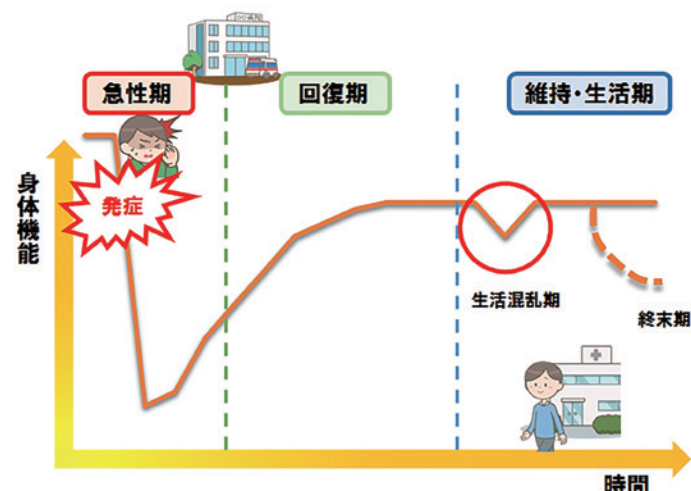 急性期
回復期
維持・生活期
身体機能
発症
生活混乱期
終末期
時間